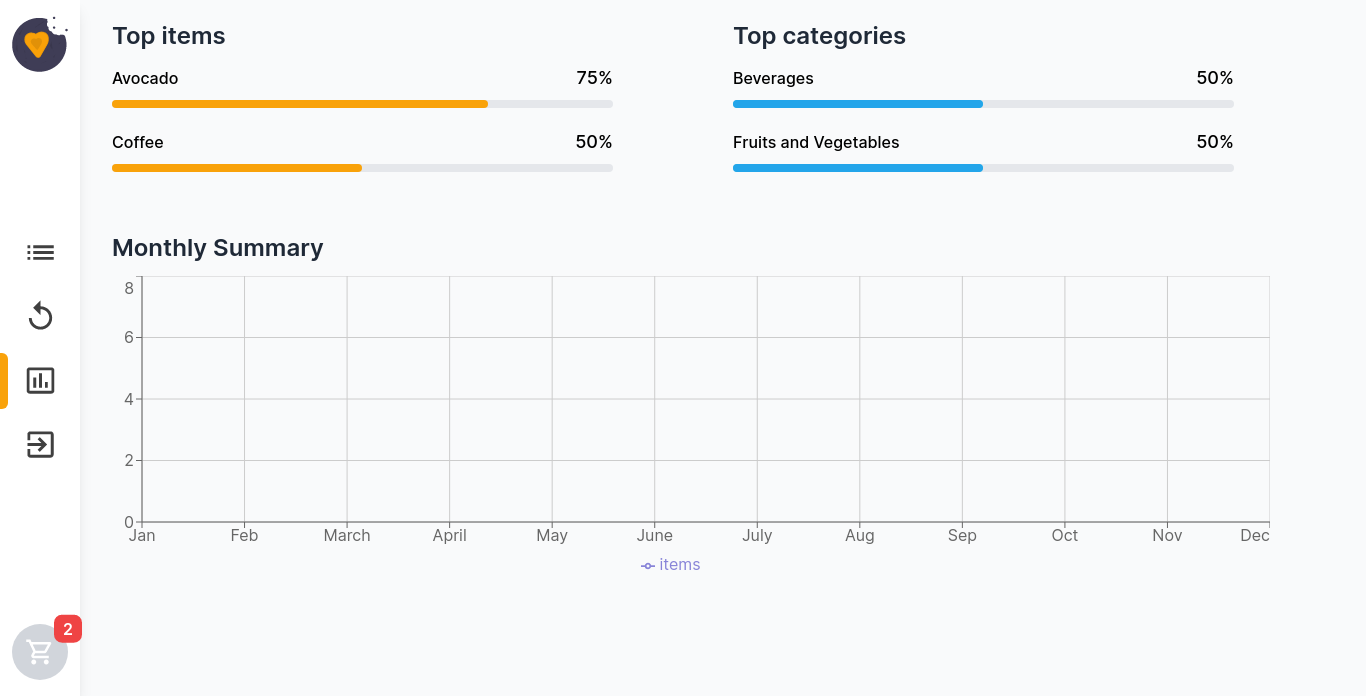 Top items
Avocado 75%
Coffee 50%
Top categories
Beverages 50%
Fruits and Vegetables 50%
Monthly Summary
8
6
4
2
0
Jan Feb March April May June July Aug Sep Oct Nov Dec
items
2